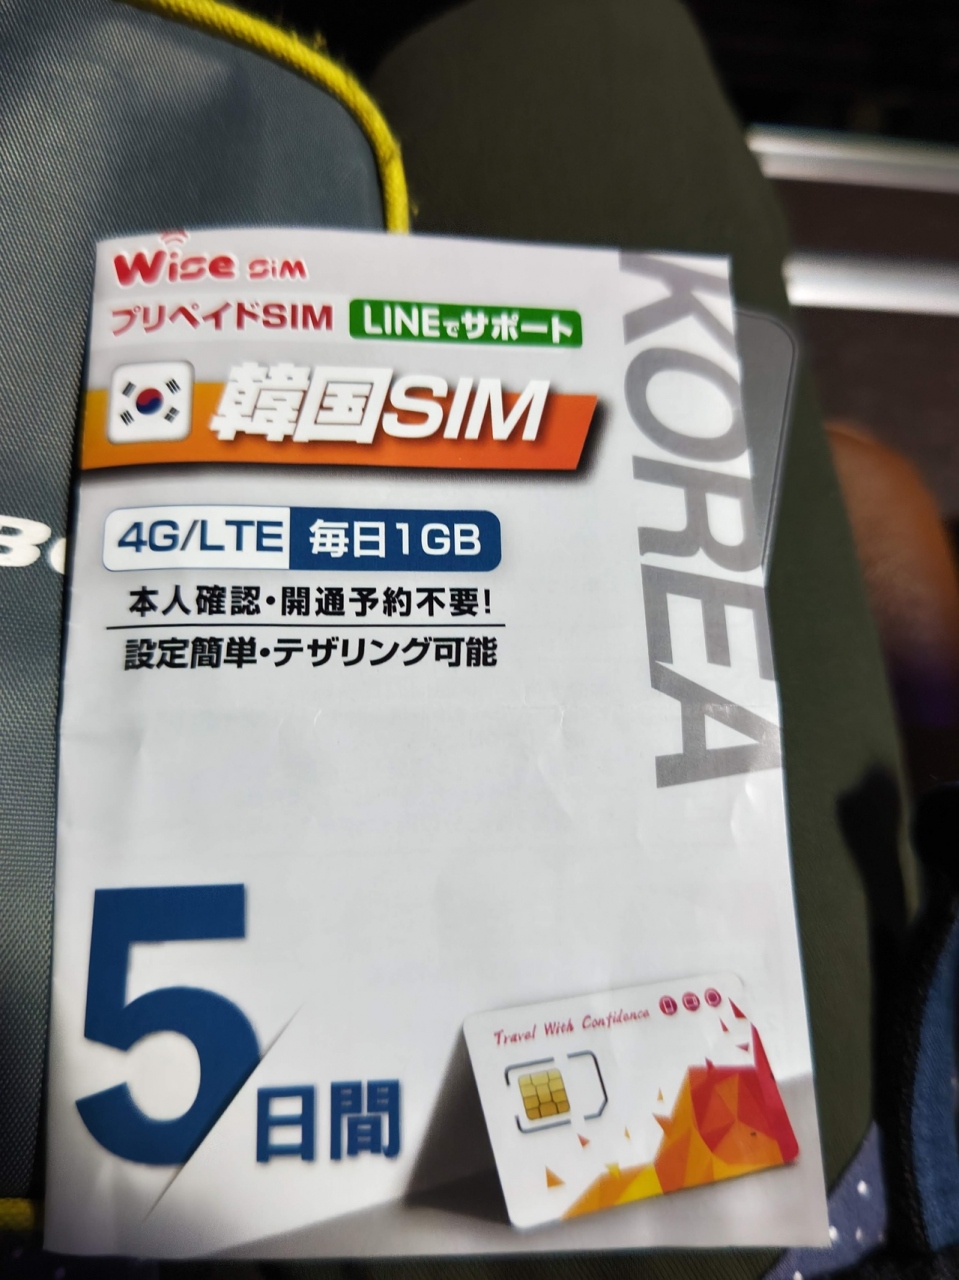 Wise SiM
プリペイドSIM LINEでサポート
韓国SIM
4G/LTE 毎日1GB
本人確認・開通予約不要!
設定簡単・テザリング可能
KOREA
5日間
Travel With Confidence